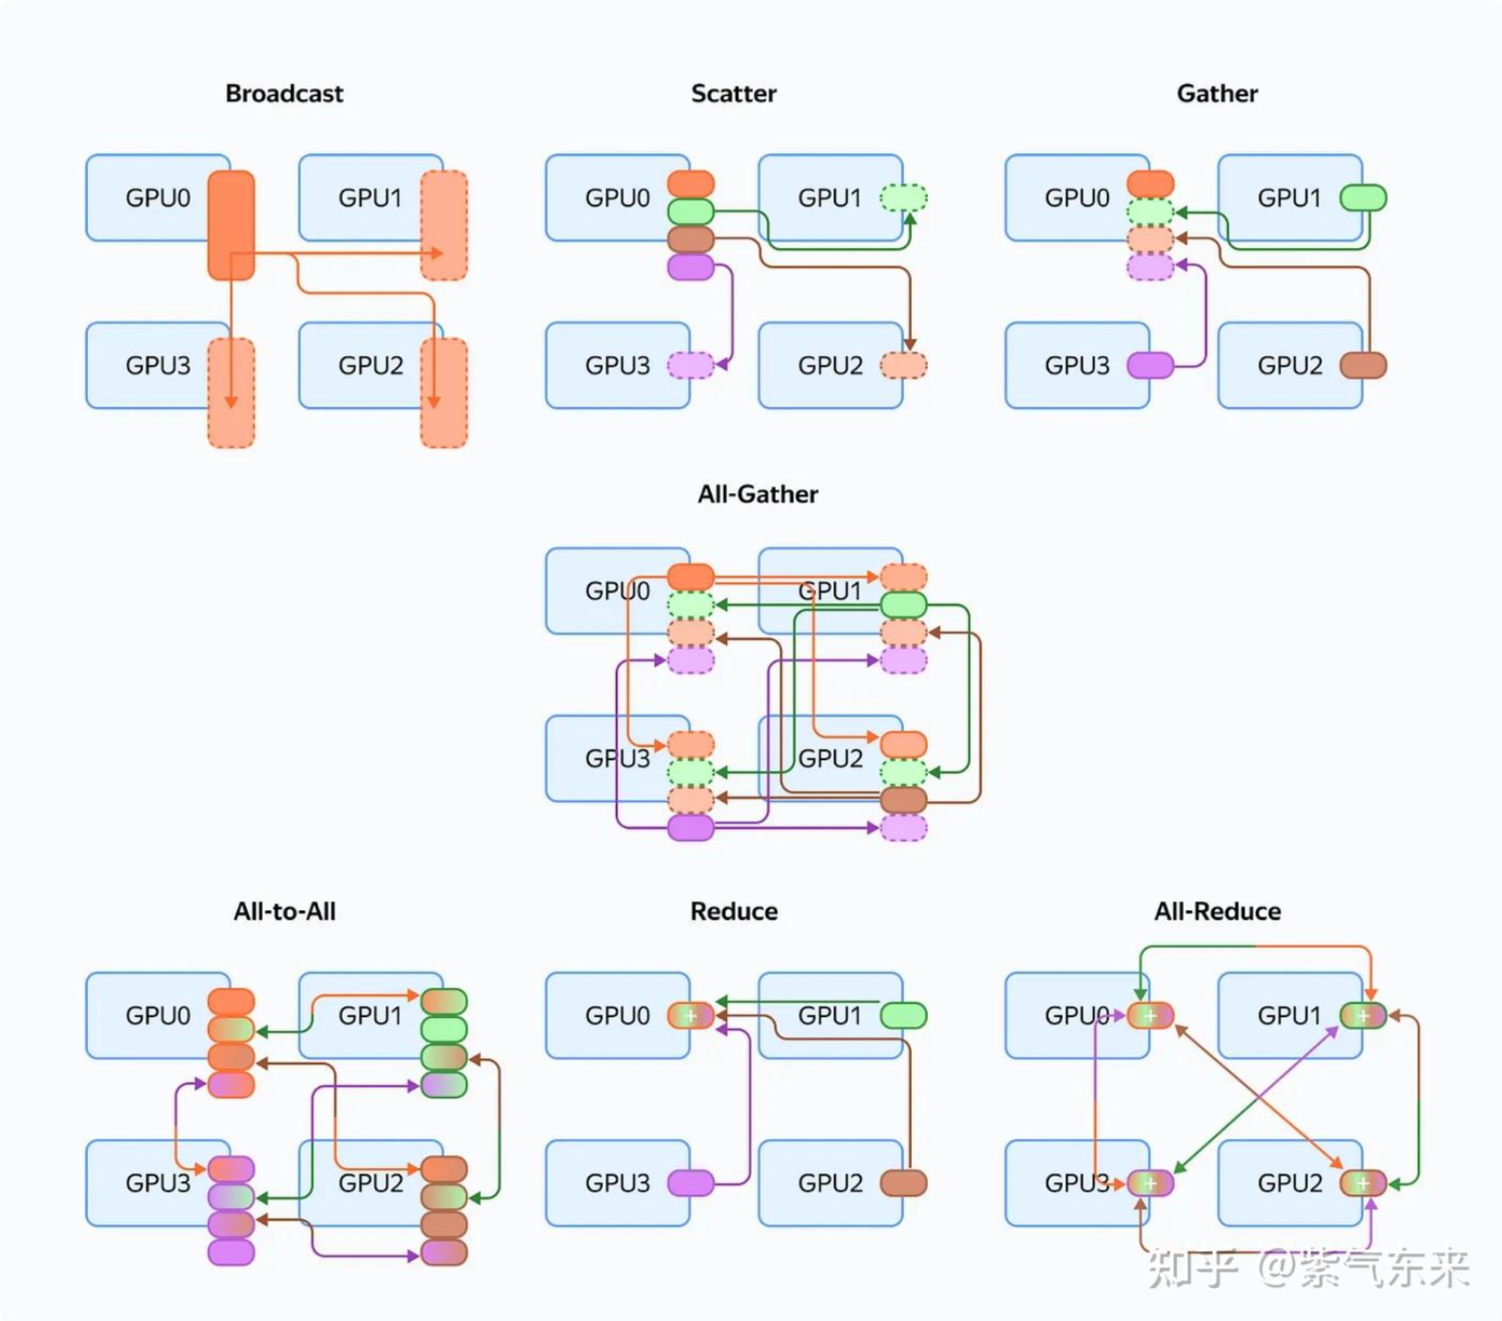 Broadcast
Scatter
Gather
GPU0
GPU1
GPU0
GPU1
GPU0
GPU1
GPU3
GPU2
GPU3
GPU2
GPU3
GPU2
All-Gather
GPU0
GPU1
GPU3
GPU2
All-to-All
Reduce
All-Reduce
GPU0
GPU1
GPU0
+
GPU1
GPU0
+
GPU1
+
GPU3
GPU2
GPU3
GPU2
GPU3
+
GPU2
+
知乎 @紫气东来